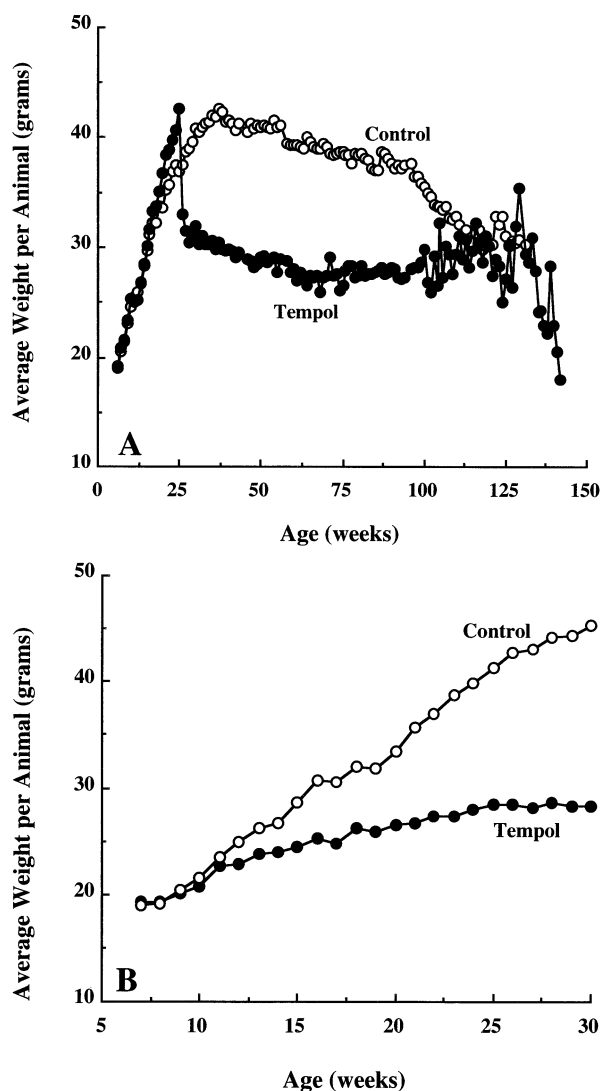 50
40
30
20
10
Average Weight per Animal (grams)
Control
Tempol
A
0 25 50 75 100 125 150
Age (weeks)
50
40
30
20
10
Average Weight per Animal (grams)
Control
Tempol
B
5 10 15 20 25 30
Age (weeks)